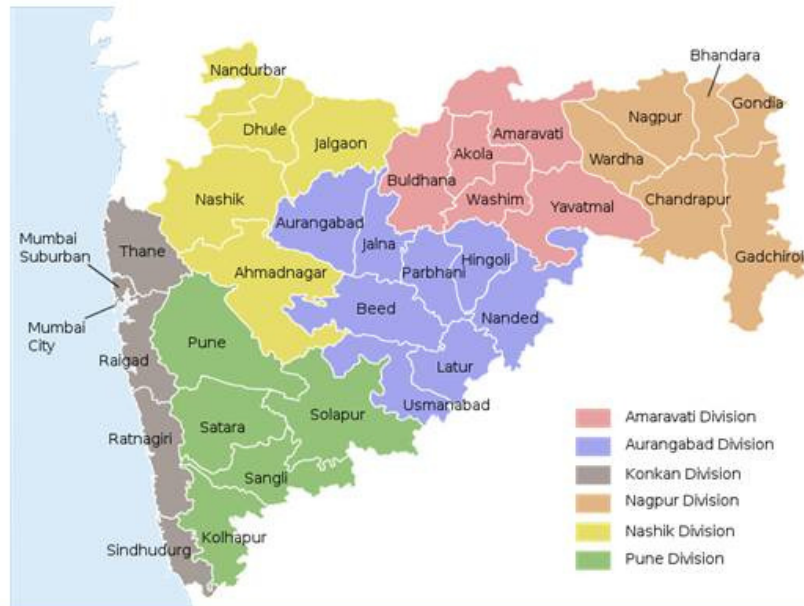 Nandurbar
Bhandara
Dhule
Jalgaon
Amaravati
Nagpur
Gondia
Akola
Wardha
Buldhana
Nashik
Washim
Yavatmal
Chandrapur
Aurangabad
Mumbai
Suburban
Thane
Jalna
Hingoli
Gadchirol
Ahmadnagar
Parbhani
Beed
Nanded
Mumbai
City
Pune
Raigad
Latur
Usmanabad
Solapur
Satara
Ratnagiri
Sangli
Kolhapur
Sindhudurg
Amaravati Division
Aurangabad Division
Konkan Division
Nagpur Division
Nashik Division
Pune Division